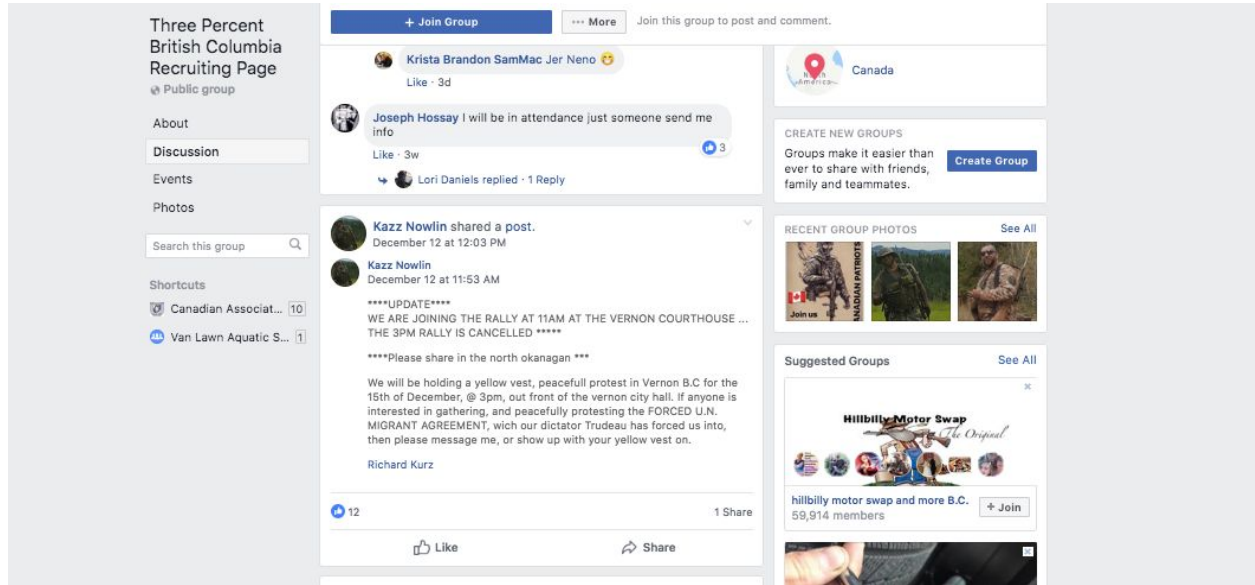 Three Percent
British Columbia
Recruiting Page
Public group
About
Discussion
Events
Photos
Search this group
Shortcuts
Canadian Associat... 10
Van Lawn Aquatic S... 1
+ Join Group
••• More
Join this group to post and comment.
Krista Brandon SamMac Jer Neno
Like · 3d
Joseph Hossay I will be in attendance just someone send me
info
3
Like · 3w
Lori Daniels replied · 1 Reply
Kazz Nowlin shared a post.
December 12 at 12:03 PM
Kazz Nowlin
December 12 at 11:53 AM
****UPDATE****
WE ARE JOINING THE RALLY AT 11AM AT THE VERNON COURTHOUSE ...
THE 3PM RALLY IS CANCELLED *****
****Please share in the north okanagan ***
We will be holding a yellow vest, peacefull protest in Vernon B.C for the
15th of December, @ 3pm, out front of the vernon city hall. If anyone is
interested in gathering, and peacefully protesting the FORCED U.N.
MIGRANT AGREEMENT, wich our dictator Trudeau has forced us into,
then please message me, or show up with your yellow vest on.
Richard Kurz
12
1 Share
Like
Share
Canada
CREATE NEW GROUPS
Groups make it easier than
ever to share with friends,
family and teammates.
Create Group
RECENT GROUP PHOTOS
See All
Join us
Suggested Groups
See All
Hillbilly Motor Swap
The Original
hillbilly motor swap and more B.C.
59,914 members
+ Join